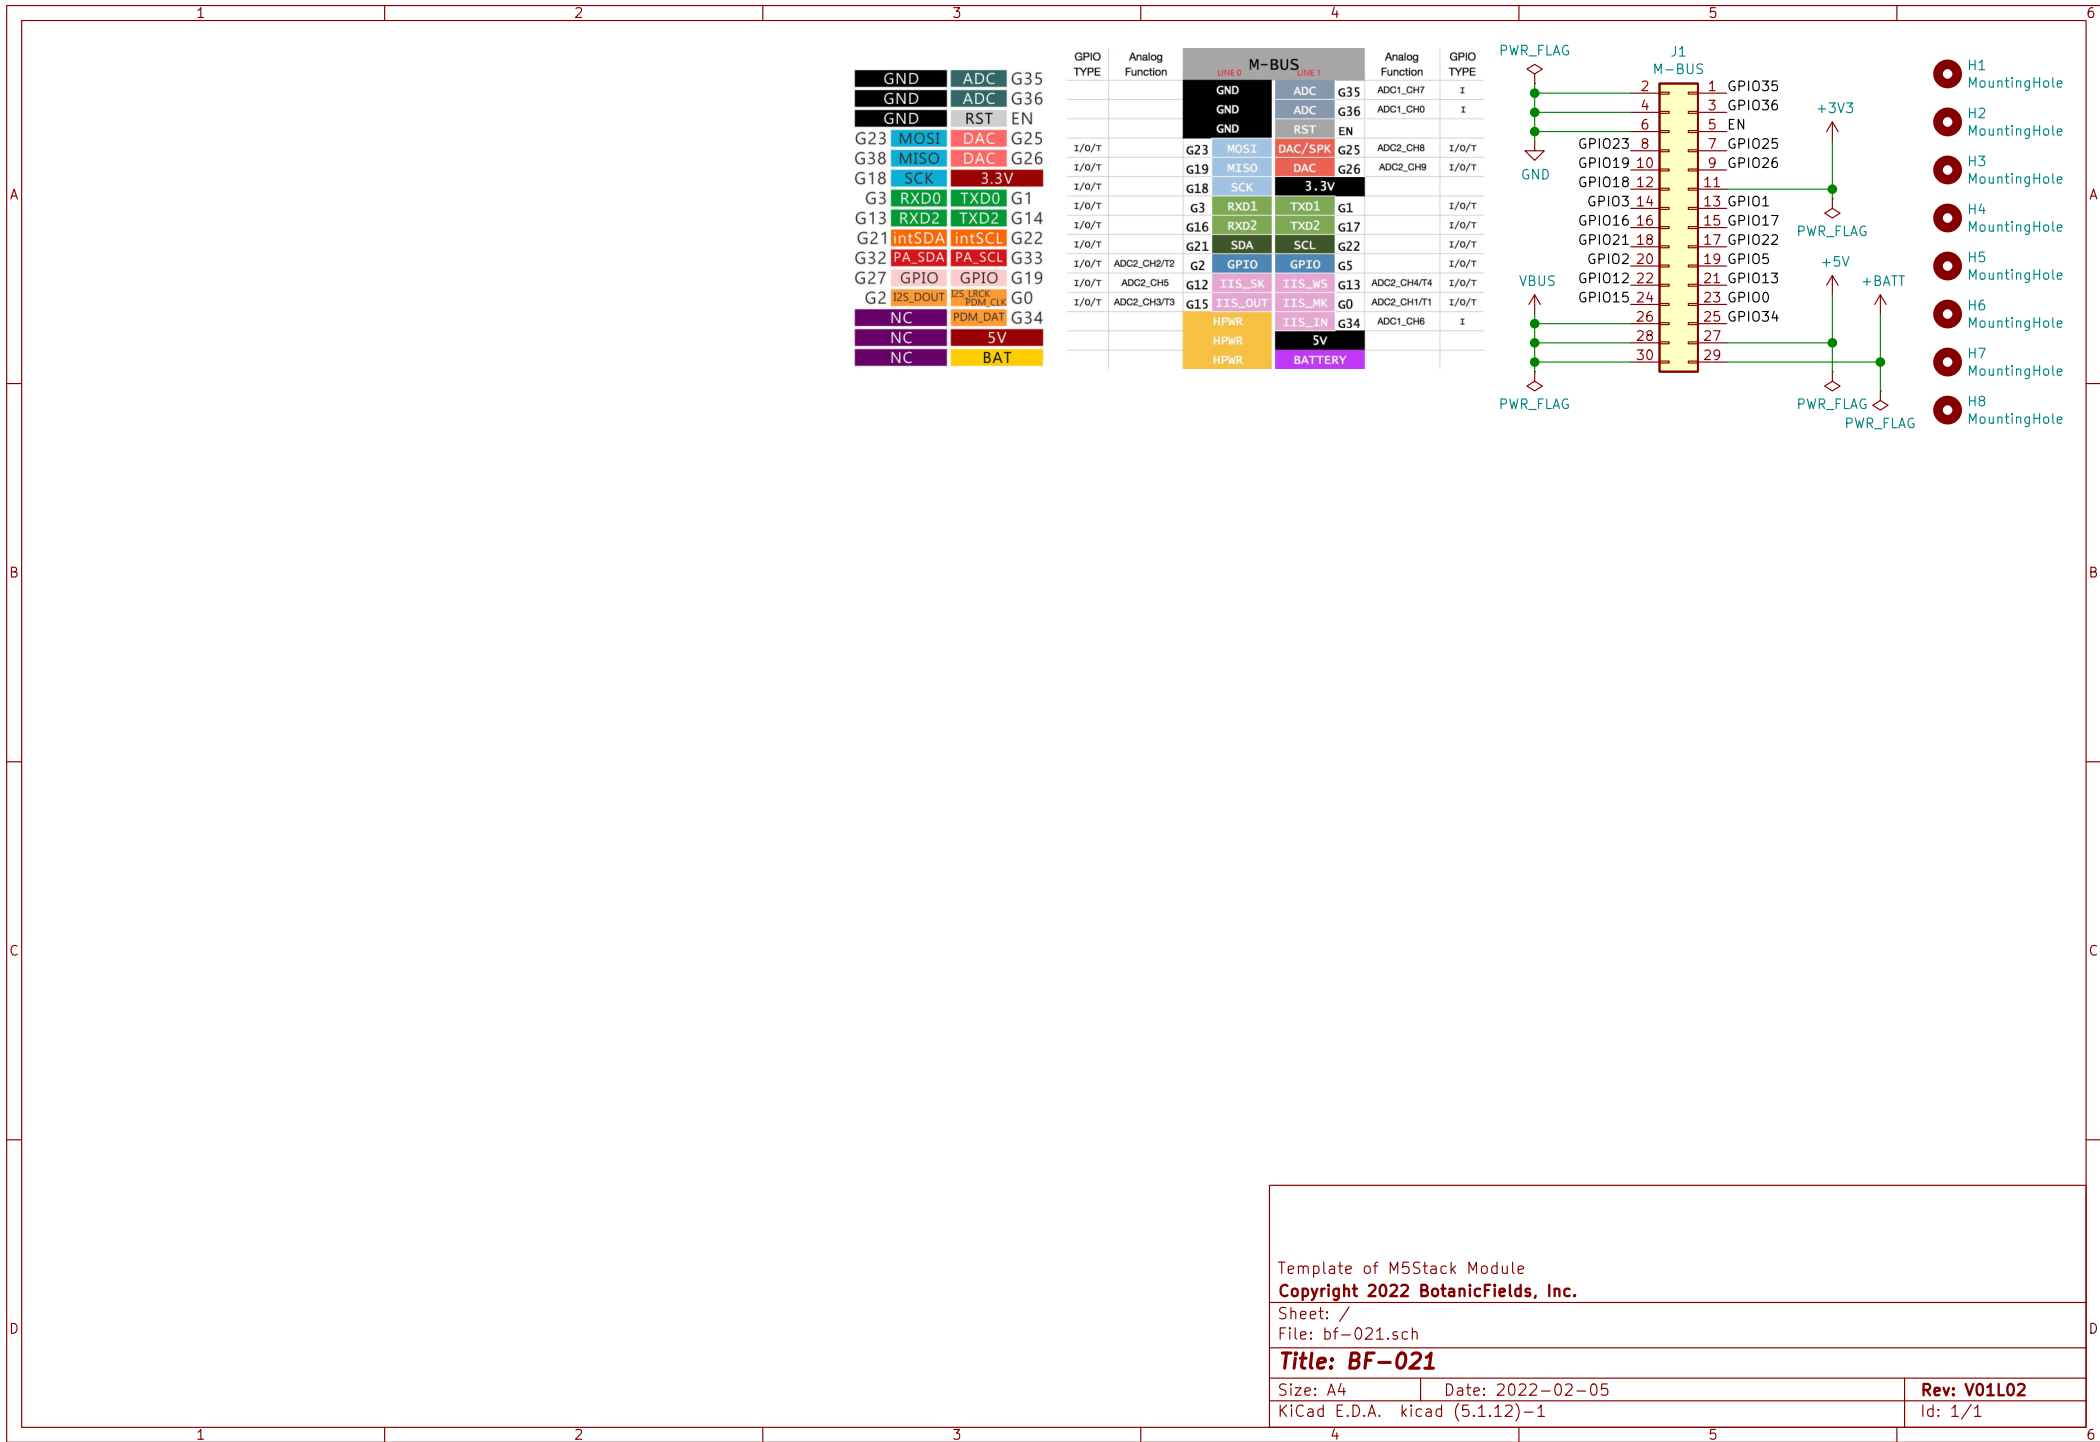 1 2 3 4 5 6
A
B
C
D
A
B
C
D
1 2 3 4 5 6
GND ADC G35
GND ADC G36
GND RST EN
G23 MOSI DAC G25
G38 MISO DAC G26
G18 SCK 3.3V
G3 RXD0 TXD0 G1
G13 RXD2 TXD2 G14
G21 intSDA intSCL G22
G32 PA_SDA PA_SCL G33
G27 GPIO GPIO G19
G2 I2S_DOUT I2S_LRCK PDM_CLK G0
NC PDM_DAT G34
NC 5V
NC BAT
GPIO TYPE Analog Function M-BUS LINE 0 LINE 1 Analog Function GPIO TYPE
GND ADC G35 ADC1_CH7 I
GND ADC G36 ADC1_CH0 I
GND RST EN
I/O/T G23 MOSI DAC/SPK G25 ADC2_CH8 I/O/T
I/O/T G19 MISO DAC G26 ADC2_CH9 I/O/T
I/O/T G18 SCK 3.3V
I/O/T G3 RXD1 TXD1 G1 I/O/T
I/O/T G16 RXD2 TXD2 G17 I/O/T
I/O/T G21 SDA SCL G22 I/O/T
I/O/T ADC2_CH2/T2 G2 GPIO GPIO G5 I/O/T
I/O/T ADC2_CH5 G12 IIS_SK IIS_WS G13 ADC2_CH4/T4 I/O/T
I/O/T ADC2_CH3/T3 G15 IIS_OUT IIS_MK G0 ADC2_CH1/T1 I/O/T
HPWR IIS_IN G34 ADC1_CH6 I
HPWR 5V
HPWR BATTERY
PWR_FLAG
GND
J1
M-BUS
2 1 GPIO35
4 3 GPIO36
6 5 EN
GPIO23 8 7 GPIO25
GPIO19 10 9 GPIO26
GPIO18 12 11
GPIO3 14 13 GPIO1
GPIO16 16 15 GPIO17
GPIO21 18 17 GPIO22
GPIO2 20 19 GPIO5
GPIO12 22 21 GPIO13
GPIO15 24 23 GPIO0
26 25 GPIO34
28 27
30 29
VBUS
PWR_FLAG
+3V3
PWR_FLAG
+5V
PWR_FLAG
+BATT
PWR_FLAG
H1
MountingHole
H2
MountingHole
H3
MountingHole
H4
MountingHole
H5
MountingHole
H6
MountingHole
H7
MountingHole
H8
MountingHole
Template of M5Stack Module
Copyright 2022 BotanicFields, Inc.
Sheet: /
File: bf-021.sch
Title: BF-021
Size: A4 Date: 2022-02-05 Rev: V01L02
KiCad E.D.A. kicad (5.1.12)-1 Id: 1/1